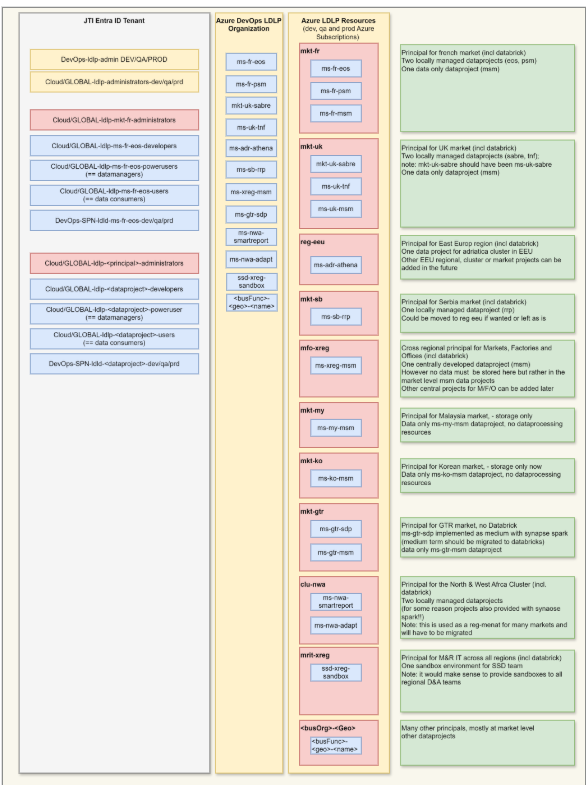 JTI Entra ID Tenant
DevOps-ldlp-admin DEV/QA/PROD
Cloud/GLOBAL-ldlp-administrators-dev/qa/prd
Cloud/GLOBAL-ldlp-mkt-fr-administrators
Cloud/GLOBAL-ldlp-ms-fr-eos-developers
Cloud/GLOBAL-ldlp-ms-fr-eos-powerusers
(== datamanagers)
Cloud/GLOBAL-ldlp-ms-fr-eos-users
(== data consumers)
DevOps-SPN-ldld-ms-fr-eos-dev/qa/prd
Cloud/GLOBAL-ldlp-<principal>-administrators
Cloud/GLOBAL-ldlp-<dataproject>-developers
Cloud/GLOBAL-ldlp-<dataproject>-poweruser
(== datamanagers)
Cloud/GLOBAL-ldlp-<dataproject>-users
(== data consumers)
DevOps-SPN-ldld-<dataproject>-dev/qa/prd
Azure DevOps LDLP
Organization
ms-fr-eos
ms-fr-psm
mkt-uk-sabre
ms-uk-tnf
ms-adr-athena
ms-sb-rrp
ms-xreg-msm
ms-gtr-sdp
ms-nwa-
smartreport
ms-nwa-adapt
ssd-xreg-
sandbox
<busFunc>-
<geo>-<name>
Azure LDLP Resources
(dev, qa and prod Azure
Subscriptions)
mkt-fr
ms-fr-eos
ms-fr-psm
ms-fr-msm
Principal for french market (incl databrick)
Two locally managed dataprojects (eos, psm)
One data only dataproject (msm)
mkt-uk
mkt-uk-sabre
ms-uk-tnf
ms-uk-msm
Principal for UK market (incl databrick)
Two locally managed dataprojects (sabre, tnf);
note: mkt-uk-sabre should have been ms-uk-sabre
One data only dataproject (msm)
reg-eeu
ms-adr-athena
Principal for East Europ region (incl databrick)
One data project for adriatica cluster in EEU
Other EEU regional, cluster or market projects can be
added in the future
mkt-sb
ms-sb-rrp
Principal for Serbia market (incl databrick)
One locally managed dataproject (rrp)
Could be moved to reg eeu if wanted or left as is
mfo-xreg
ms-xreg-msm
Cross regional principal for Markets, Factories and
Offices (incl databrick)
One centrally developed dataproject (msm)
However no data must be stored here but rather in the
market level msm data projects
Other central projects for M/F/O can be added later
mkt-my
ms-my-msm
Principal for Malaysia market, - storage only
Data only ms-my-msm dataproject, no dataprocessing
resources
mkt-ko
ms-ko-msm
Principal for Korean market, - storage only now
Data only ms-ko-msm dataproject, no dataprocessing
resources
mkt-gtr
ms-gtr-sdp
ms-gtr-msm
Principal for GTR market, no Databrick
ms-gtr-sdp implemented as medium with synapse spark
(medium term should be migrated to databricks)
data only ms-gtr-msm dataproject
clu-nwa
ms-nwa-
smartreport
ms-nwa-adapt
Principal for the North & West Afrca Cluster (incl.
databrick)
Two locally managed dataprojects
(for some reason projects also provided with synaose
spark!!)
Note: this is used as a reg-menat for many markets and
will have to be migrated
mrit-xreg
ssd-xreg-
sandbox
Principal for M&R IT across all regions (incl databrick)
One sandbox environment for SSD team
Note: it would make sense to provide sandboxes to all
regional D&A teams
<busOrg>-<Geo>
<busFunc>-
<geo>-<name>
Many other principals, mostly at market level
other dataprojects